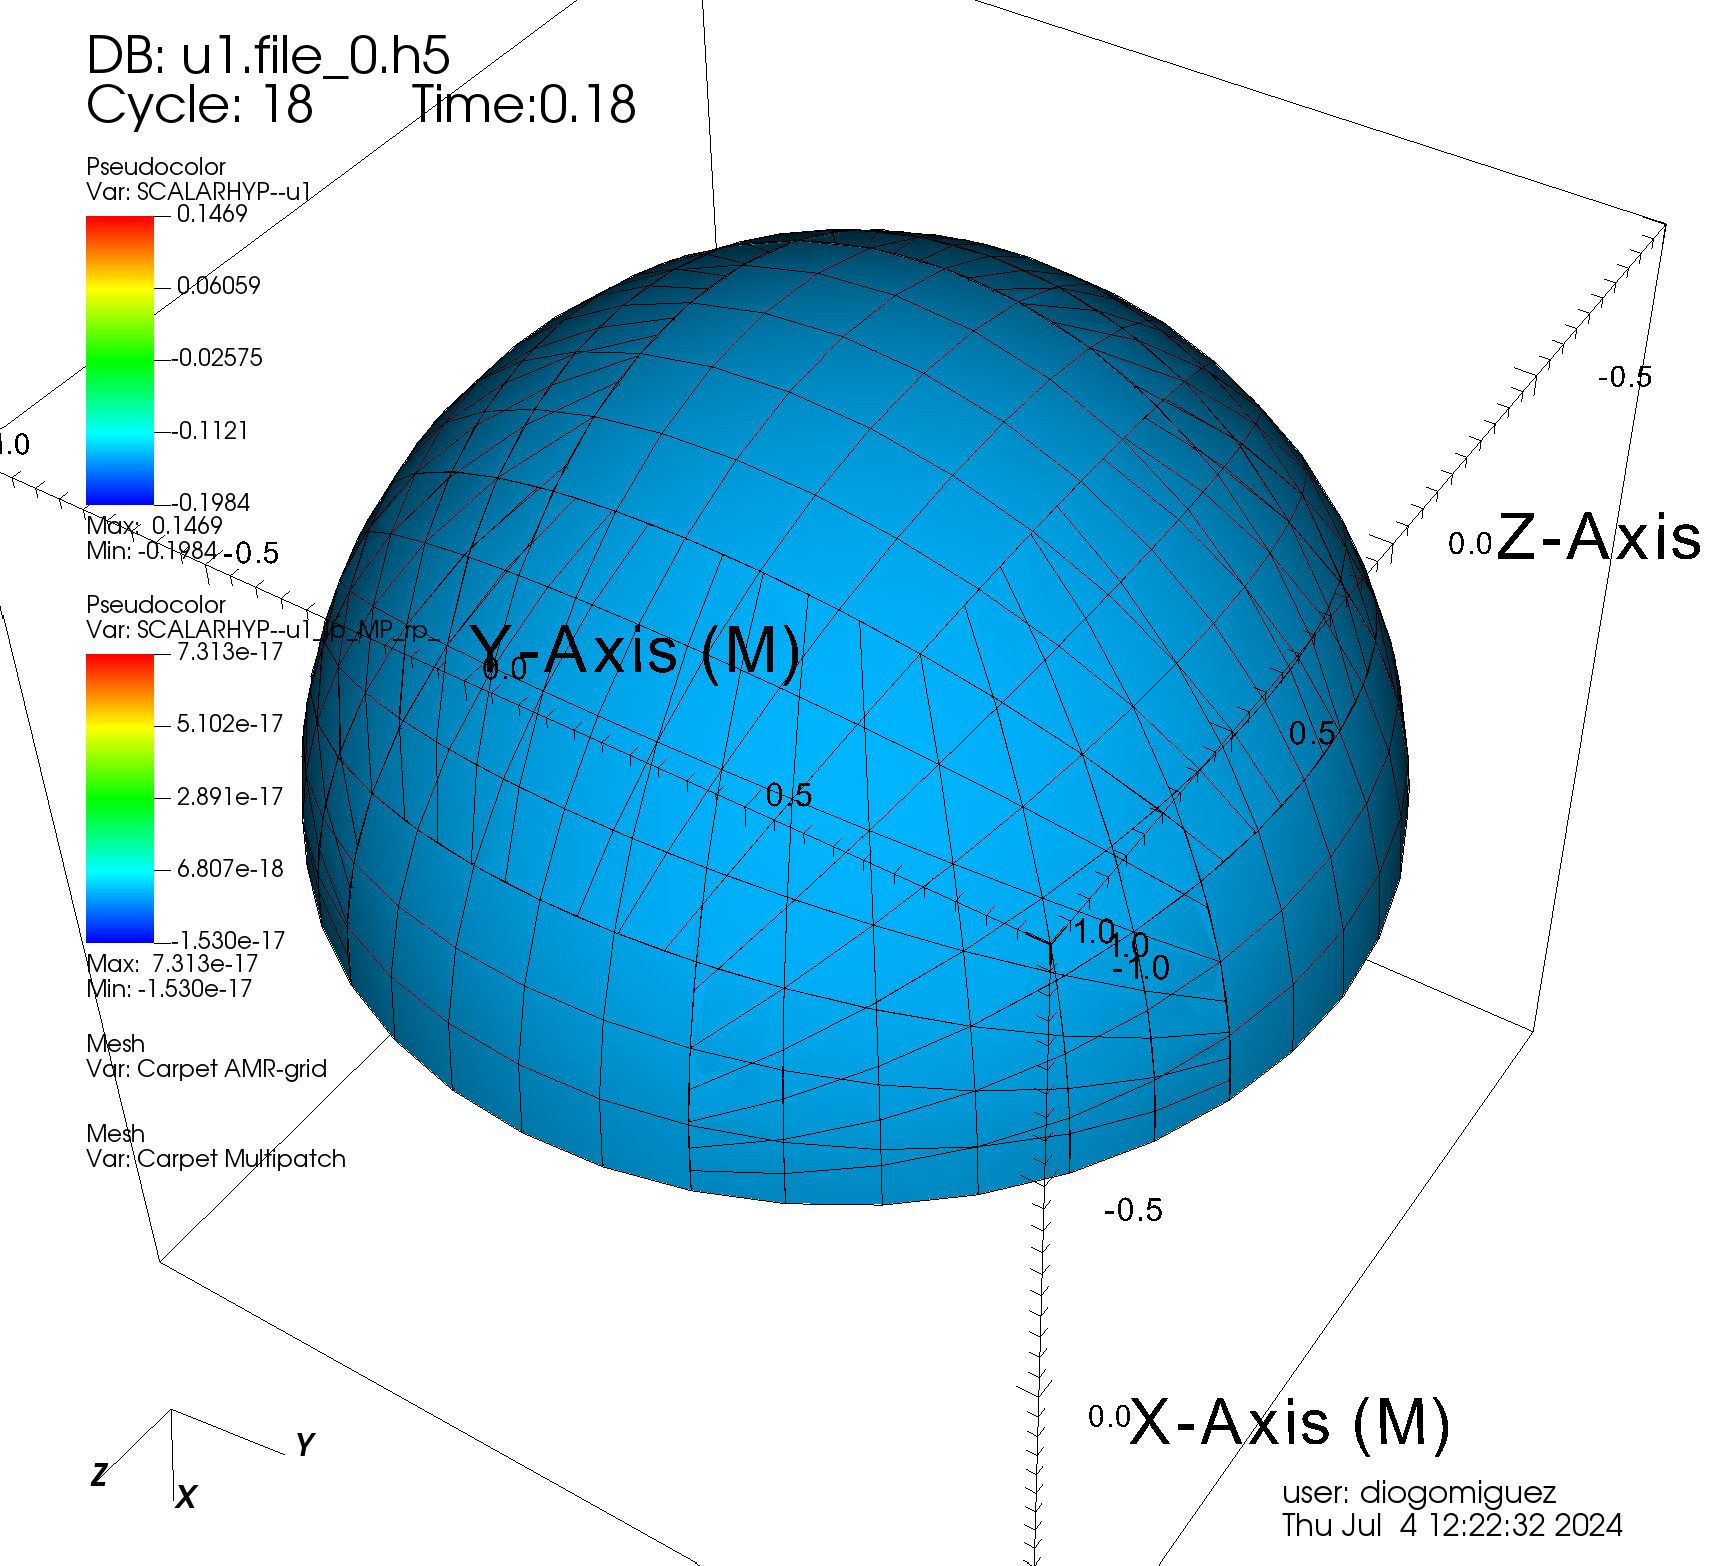 DB: u1.file_0.h5
Cycle: 18 Time:0.18
Pseudocolor
Var: SCALARHYP--u1
0.1469
0.06059
-0.02575
-0.1121
-0.1984
Max: 0.1469
Min: -0.1984
Pseudocolor
Var: SCALARHYP--u1_ip_MP_rp_
7.313e-17
5.102e-17
2.891e-17
6.807e-18
-1.530e-17
Max: 7.313e-17
Min: -1.530e-17
Mesh
Var: Carpet AMR-grid
Mesh
Var: Carpet Multipatch
-0.5
0.0 Z-Axis
0.5
1.0
-0.5
Y-Axis (M)
0.0
0.5
1.0
-1.0
-0.5
0.0 X-Axis (M)
Z
Y
X
user: diogomiguez
Thu Jul 4 12:22:32 2024